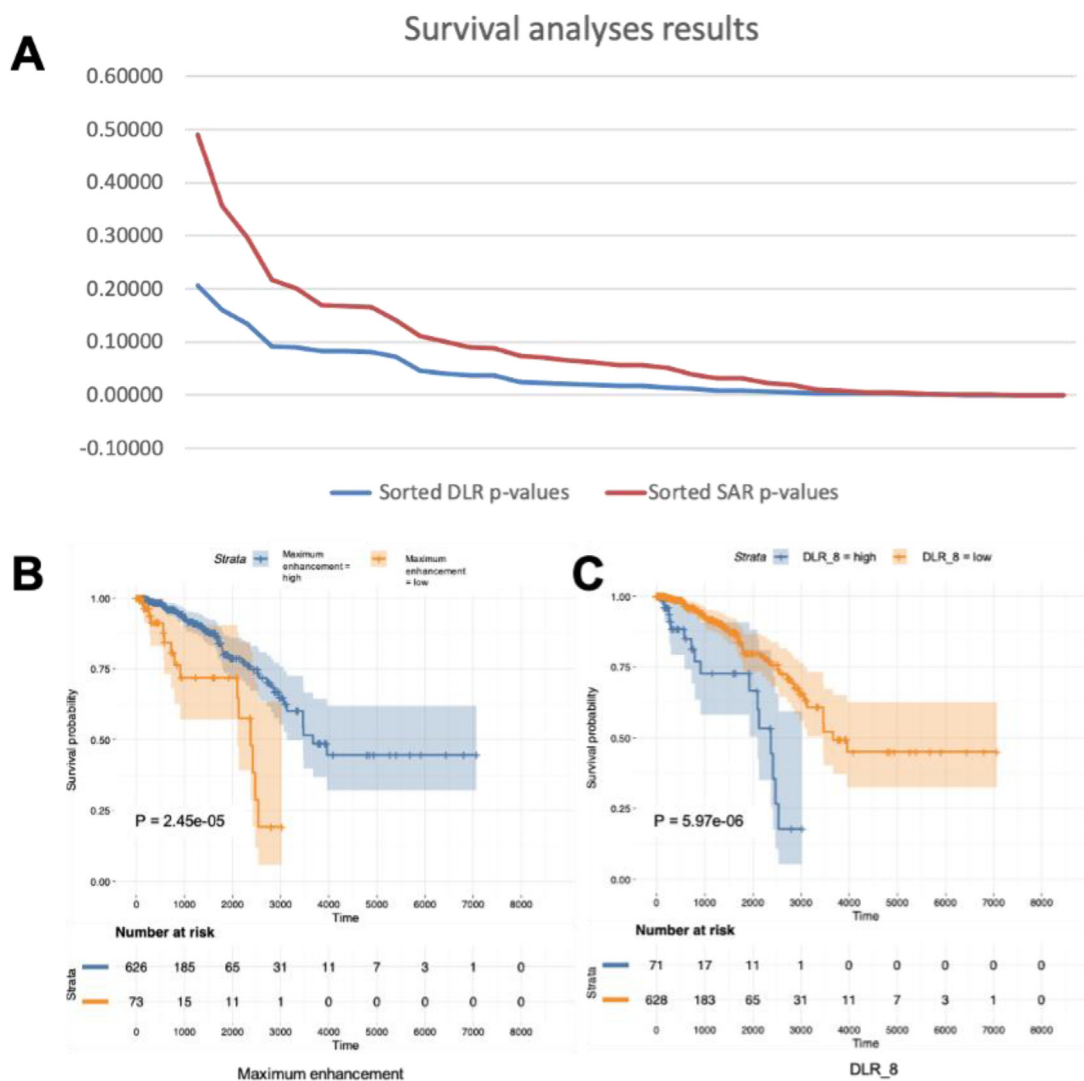 Survival analyses results
A
0.60000
0.50000
0.40000
0.30000
0.20000
0.10000
0.00000
-0.10000
Sorted DLR p-values Sorted SAR p-values
B
Strata
Maximum
enhancement =
high
Maximum
enhancement
= low
1.00
0.75
0.50
0.25
0.00
Survival probability
P = 2.45e-05
0 1000 2000 3000 4000 5000 6000 7000 8000
Time
Number at risk
Strata
626 185 65 31 11 7 3 1 0
73 15 11 1 0 0 0 0 0
0 1000 2000 3000 4000 5000 6000 7000 8000
Time
Maximum enhancement
C
Strata DLR_8 = high DLR_8 = low
1.00
0.75
0.50
0.25
0.00
Survival probability
P = 5.97e-06
0 1000 2000 3000 4000 5000 6000 7000 8000
Time
Number at risk
Strata
71 17 11 1 0 0 0 0 0
628 183 65 31 11 7 3 1 0
0 1000 2000 3000 4000 5000 6000 7000 8000
Time
DLR_8